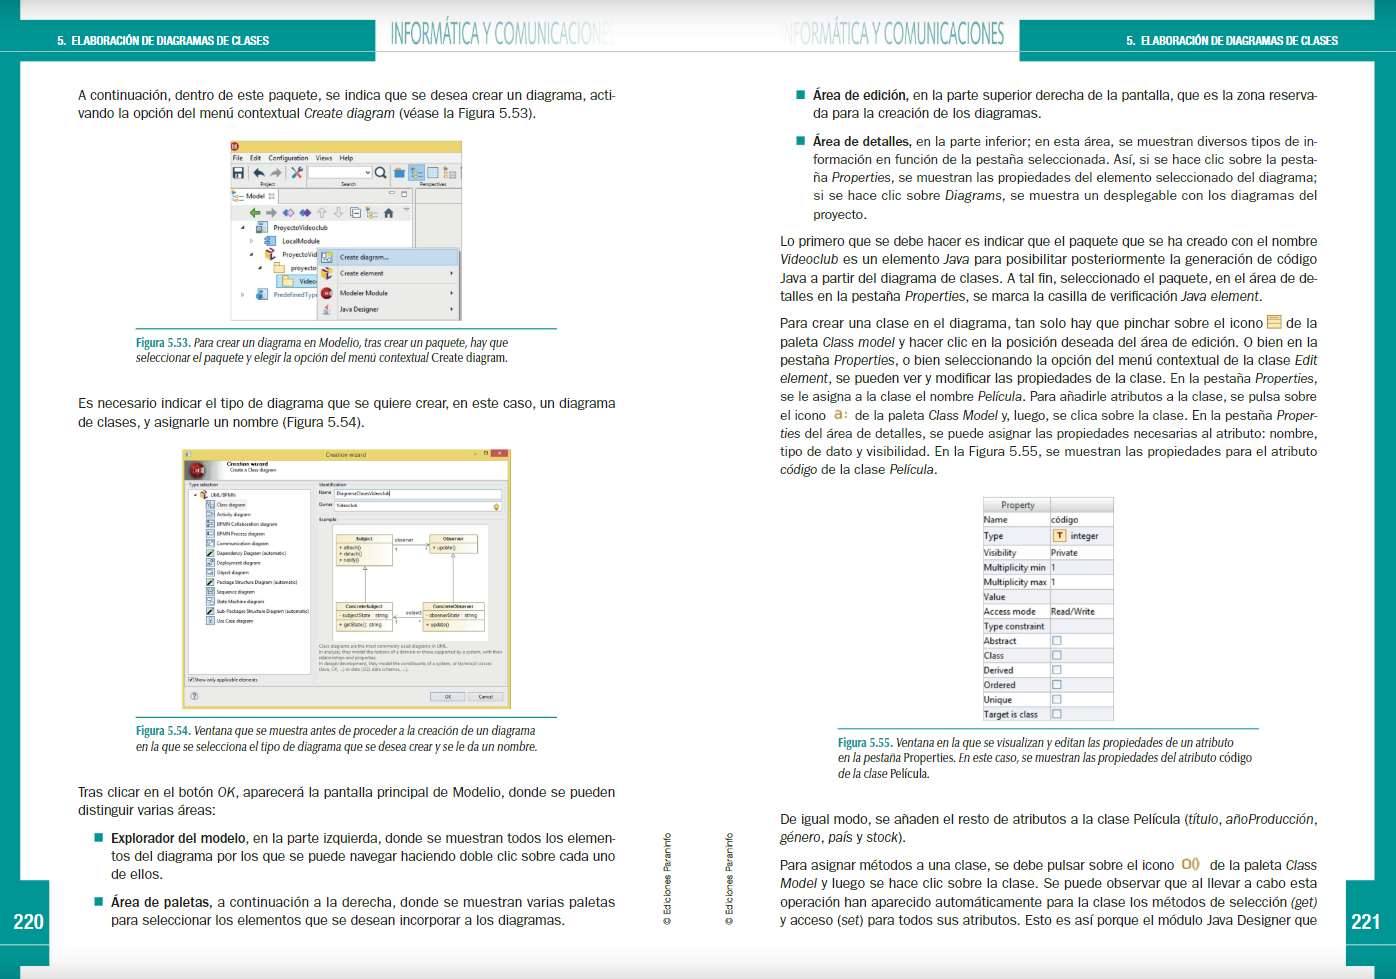 5. ELABORACIÓN DE DIAGRAMAS DE CLASES
INFORMÁTICA Y COMUNICACIONES
A continuación, dentro de este paquete, se indica que se desea crear un diagrama, acti-
vando la opción del menú contextual Create diagram (véase la Figura 5.53).
File Edit Configuration Views Help
Project Search Perspectives
Model
ProyectoVideoclub
LocalModule
ProyectoVid
proyecto
Video
PredefinedTyp
Create diagram...
Create element
Modeler Module
Java Designer
Figura 5.53. Para crear un diagrama en Modelio, tras crear un paquete, hay que
seleccionar el paquete y elegir la opción del menú contextual Create diagram.
Es necesario indicar el tipo de diagrama que se quiere crear, en este caso, un diagrama
de clases, y asignarle un nombre (Figura 5.54).
Creation wizard
Creation wizard
Create a Class diagram
Type selection
UML/BPMN
Class diagram
Activity diagram
BPMN Collaboration diagram
BPMN Process diagram
Communication diagram
Dependency Diagram (automatic)
Deployment diagram
Object diagram
Package Structure Diagram (automatic)
Sequence diagram
State Machine diagram
Sub-Packages Structure Diagram (automatic)
Use Case diagram
Show only applicable elements
Identification
Name DiagramaClasesVideoclub
Owner Videoclub
Example
Subject
+ attach()
+ detach()
+ notify()
observer
1 *
Observer
+ update()
ConcreteSubject
- subjectState : string
+ getState(): string
subject
1 *
ConcreteObserver
- observerState : string
+ update()
Class diagrams are the most commonly used diagrams in UML.
In analysis, they model the notions of a domain or those supported by a system, with their
relationships and properties.
In design/development, they model the constituents of a system, or technical classes
(Java, C#, ...) or data (SQL data schemas, ...).
OK Cancel
Figura 5.54. Ventana que se muestra antes de proceder a la creación de un diagrama
en la que se selecciona el tipo de diagrama que se desea crear y se le da un nombre.
Tras clicar en el botón OK, aparecerá la pantalla principal de Modelio, donde se pueden
distinguir varias áreas:
■ Explorador del modelo, en la parte izquierda, donde se muestran todos los elemen-
tos del diagrama por los que se puede navegar haciendo doble clic sobre cada uno
de ellos.
■ Área de paletas, a continuación a la derecha, donde se muestran varias paletas
para seleccionar los elementos que se desean incorporar a los diagramas.
220
© Ediciones Paraninfo
INFORMÁTICA Y COMUNICACIONES
5. ELABORACIÓN DE DIAGRAMAS DE CLASES
■ Área de edición, en la parte superior derecha de la pantalla, que es la zona reserva-
da para la creación de los diagramas.
■ Área de detalles, en la parte inferior; en esta área, se muestran diversos tipos de in-
formación en función de la pestaña seleccionada. Así, si se hace clic sobre la pesta-
ña Properties, se muestran las propiedades del elemento seleccionado del diagrama;
si se hace clic sobre Diagrams, se muestra un desplegable con los diagramas del
proyecto.
Lo primero que se debe hacer es indicar que el paquete que se ha creado con el nombre
Videoclub es un elemento Java para posibilitar posteriormente la generación de código
Java a partir del diagrama de clases. A tal fin, seleccionado el paquete, en el área de de-
talles en la pestaña Properties, se marca la casilla de verificación Java element.
Para crear una clase en el diagrama, tan solo hay que pinchar sobre el icono de la
paleta Class model y hacer clic en la posición deseada del área de edición. O bien en la
pestaña Properties, o bien seleccionando la opción del menú contextual de la clase Edit
element, se pueden ver y modificar las propiedades de la clase. En la pestaña Properties,
se le asigna a la clase el nombre Película. Para añadirle atributos a la clase, se pulsa sobre
el icono a: de la paleta Class Model y, luego, se clica sobre la clase. En la pestaña Proper-
ties del área de detalles, se puede asignar las propiedades necesarias al atributo: nombre,
tipo de dato y visibilidad. En la Figura 5.55, se muestran las propiedades para el atributo
código de la clase Película.
Property
Name código
Type T integer
Visibility Private
Multiplicity min 1
Multiplicity max 1
Value
Access mode Read/Write
Type constraint
Abstract
Class
Derived
Ordered
Unique
Target is class
Figura 5.55. Ventana en la que se visualizan y editan las propiedades de un atributo
en la pestaña Properties. En este caso, se muestran las propiedades del atributo código
de la clase Película.
De igual modo, se añaden el resto de atributos a la clase Película (título, añoProducción,
género, país y stock).
Para asignar métodos a una clase, se debe pulsar sobre el icono O() de la paleta Class
Model y luego se hace clic sobre la clase. Se puede observar que al llevar a cabo esta
operación han aparecido automáticamente para la clase los métodos de selección (get)
y acceso (set) para todos sus atributos. Esto es así porque el módulo Java Designer que
© Ediciones Paraninfo
221